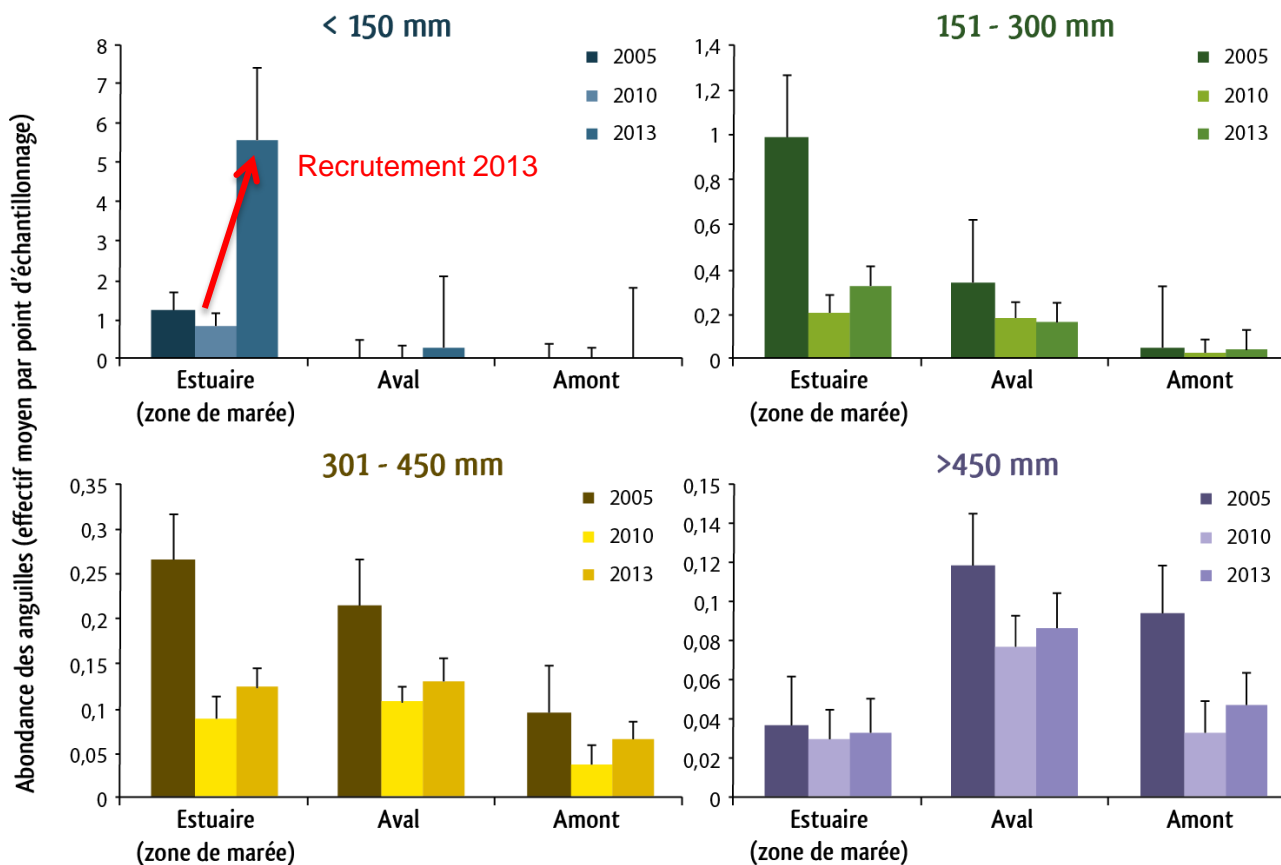 Abondance des anguilles (effectif moyen par point d'échantillonnage)
< 150 mm
8
7
6
5
4
3
2
1
0
2005
2010
2013
Recrutement 2013
Estuaire
(zone de marée)
Aval
Amont
151 - 300 mm
1,4
1,2
1
0,8
0,6
0,4
0,2
0
2005
2010
2013
Estuaire
(zone de marée)
Aval
Amont
301 - 450 mm
0,35
0,3
0,25
0,2
0,15
0,1
0,05
0
2005
2010
2013
Estuaire
(zone de marée)
Aval
Amont
>450 mm
0,15
0,14
0,12
0,1
0,08
0,06
0,04
0,02
0
2005
2010
2013
Estuaire
(zone de marée)
Aval
Amont